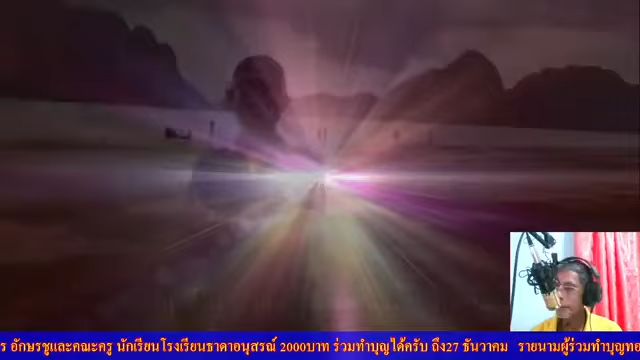 ร อักษรชูและคณะครู นักเรียนโรงเรียนธาดาอนุสรณ์ 2000บาท ร่วมทำบุญได้ครับ ถึง27 ธันวาคม รายนามผู้ร่วมทำบุญทอ